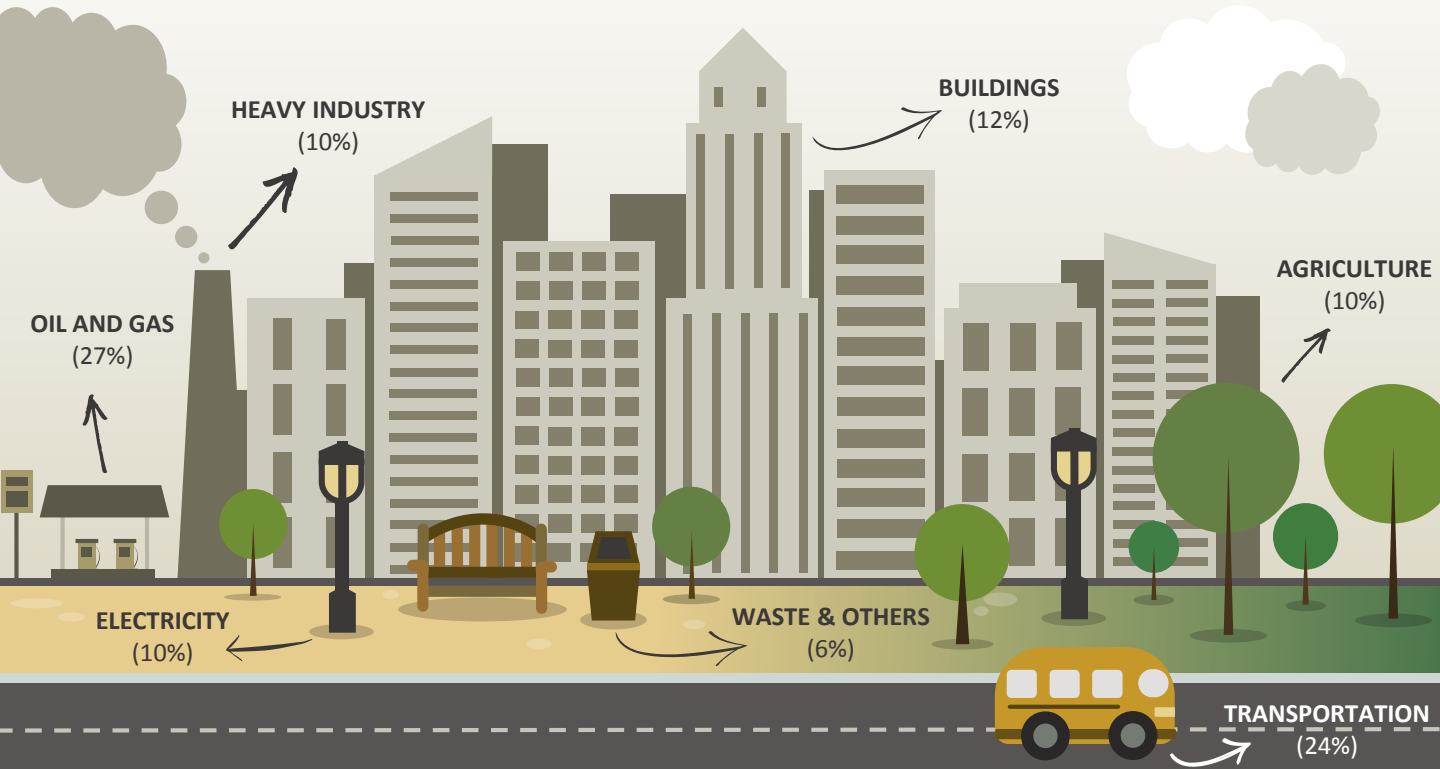 HEAVY INDUSTRY
(10%)
BUILDINGS
(12%)
OIL AND GAS
(27%)
AGRICULTURE
(10%)
ELECTRICITY
(10%)
WASTE & OTHERS
(6%)
TRANSPORTATION
(24%)